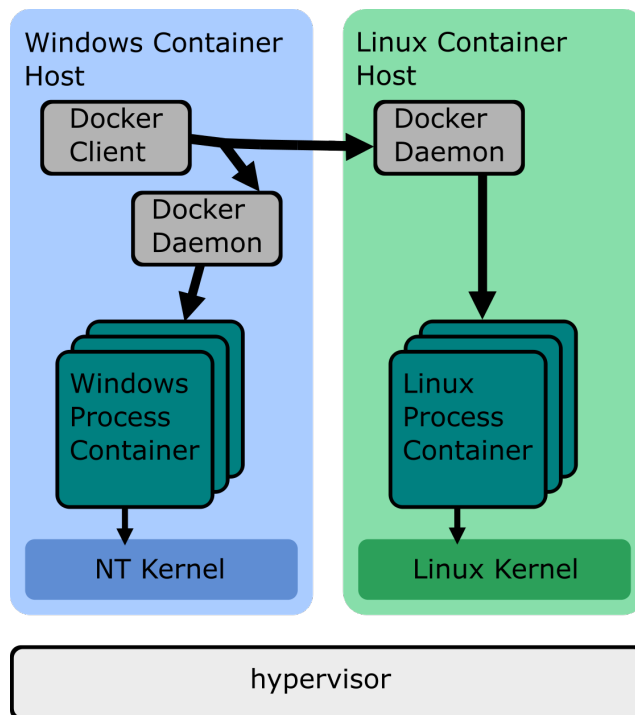 Windows Container
Host
Docker
Client
Docker
Daemon
Windows
Process
Container
NT Kernel
Linux Container
Host
Docker
Daemon
Linux
Process
Container
Linux Kernel
hypervisor